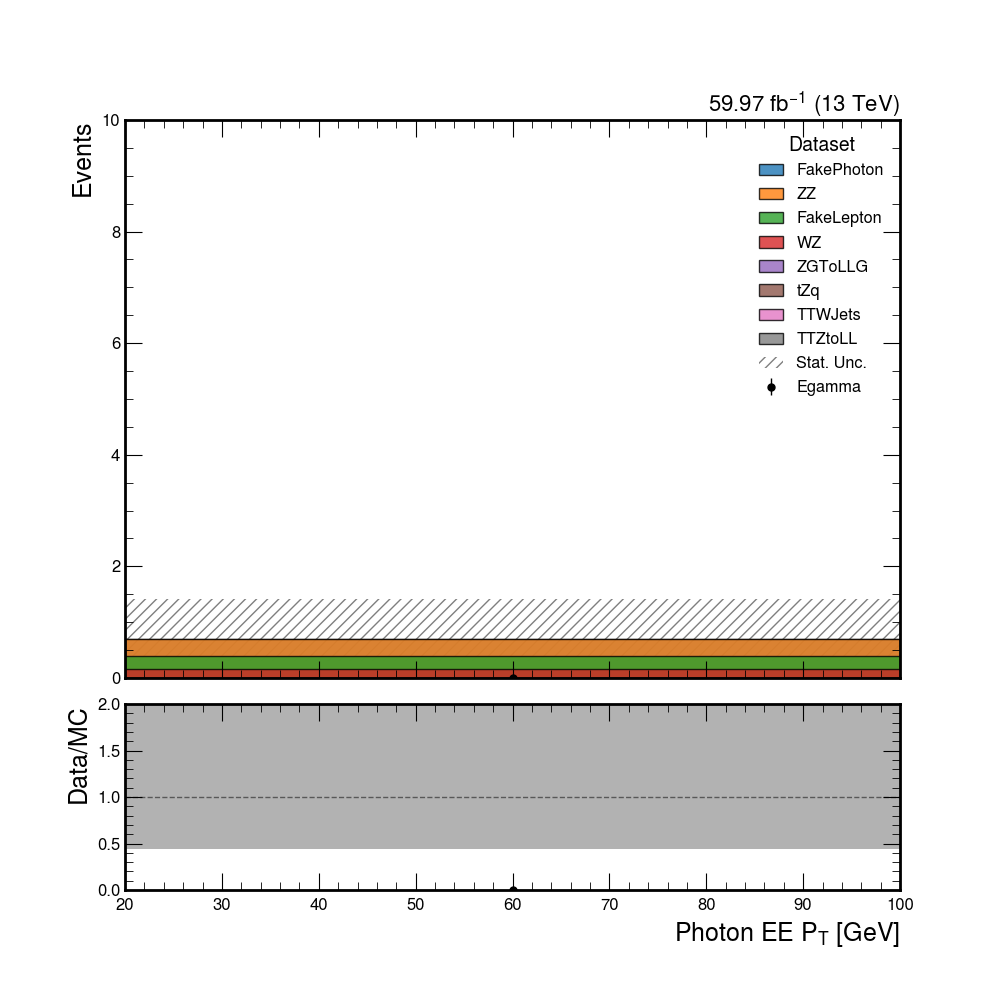 59.97 fb⁻¹ (13 TeV)
Events
10
8
6
4
2
0
Dataset
FakePhoton
ZZ
FakeLepton
WZ
ZGToLLG
tZq
TTWJets
TTZtoLL
Stat. Unc.
Egamma
Data/MC
2.0
1.5
1.0
0.5
0.0
20 30 40 50 60 70 80 90 100
Photon EE P_T [GeV]